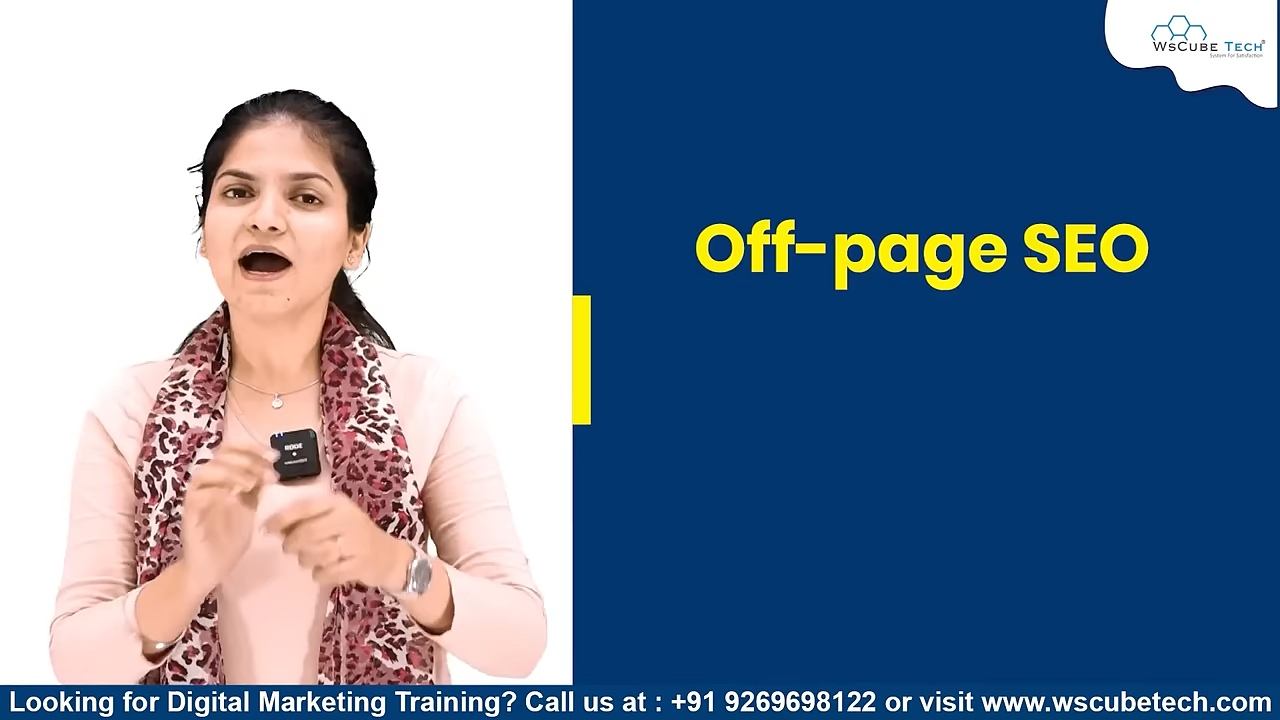 WsCube Tech®
System For Satisfaction
Off-page SEO
RØDE
Looking for Digital Marketing Training? Call us at : +91 9269698122 or visit www.wscubetech.com